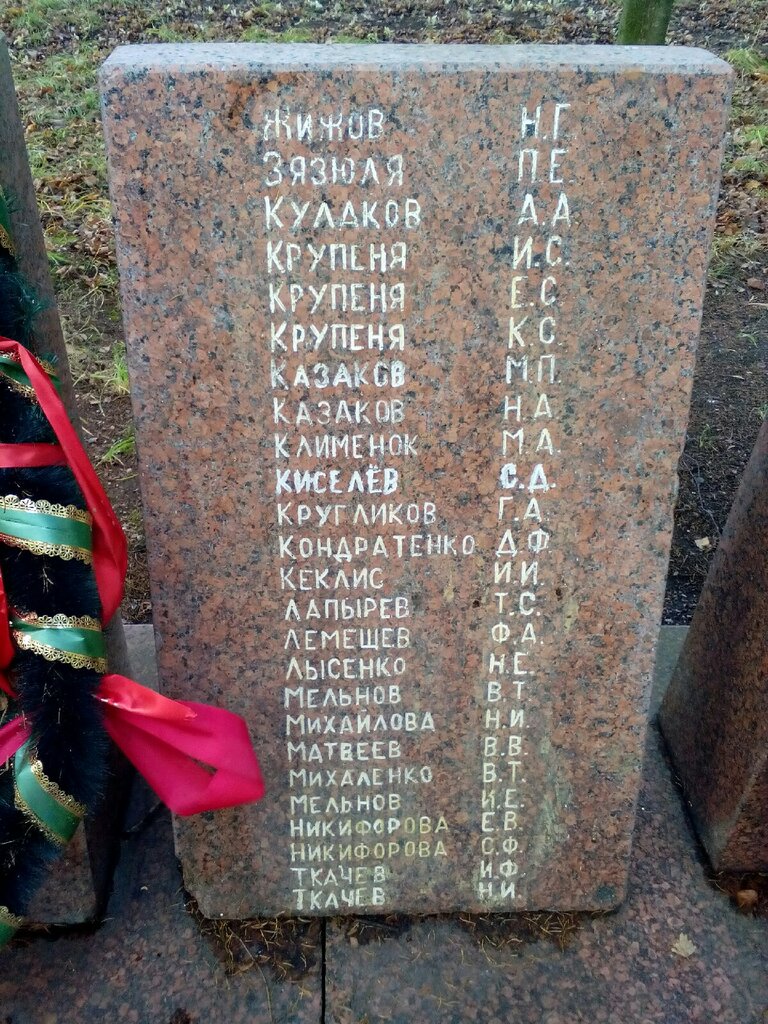 ЖИЖОВ Н.Г
ЗЯЗЮЛЯ П.Е.
КУЛАКОВ А.А
КРУПЕНЯ И.С.
КРУПЕНЯ Е.С.
КРУПЕНЯ К.С.
КАЗАКОВ М.П.
КАЗАКОВ Н.А
КЛИМЕНОК М.А.
КИСЕЛЁВ С.Д.
КРУГЛИКОВ Г.А.
КОНДРАТЕНКО Д.Ф
КЕКЛИС И.И.
ЛАПЫРЕВ Т.С.
ЛЕМЕЩЕВ Ф.А.
ЛЫСЕНКО Н.Е.
МЕЛЬНОВ В.Т
МИХАЙЛОВА Н.И.
МАТВЕЕВ В.В.
МИХАЛЕНКО В.Т.
МЕЛЬНОВ И.Е.
НИКИФОРОВА Е.В.
НИКИФОРОВА С.Ф.
ТКАЧЕВ И.Ф.
ТКАЧЕВ Н.И.